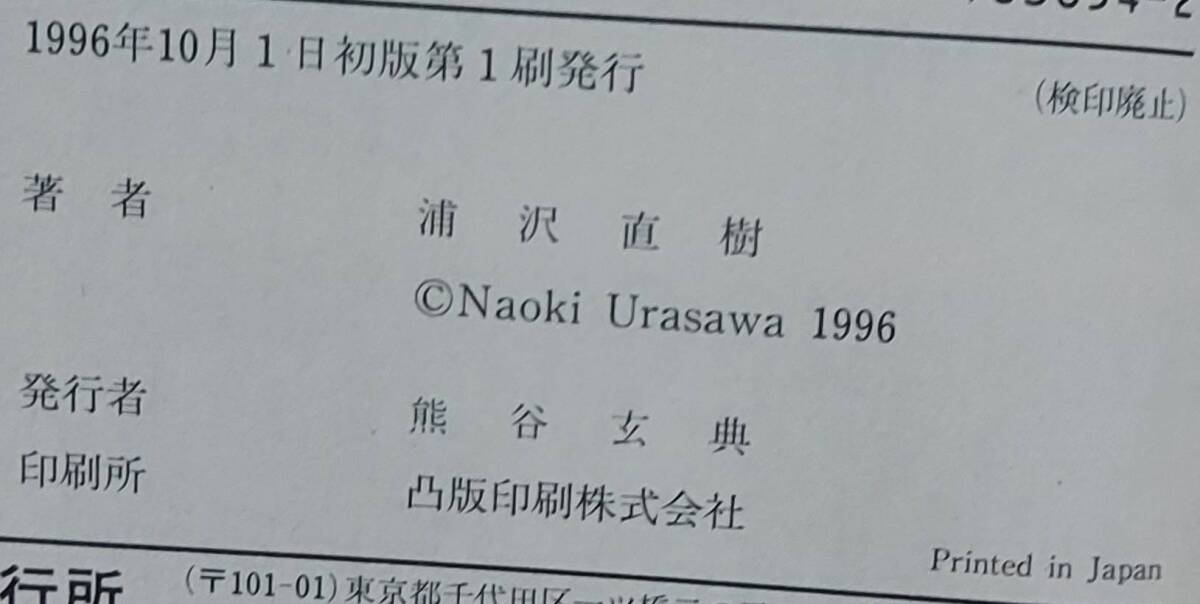 1996年10月1日初版第1刷発行
(検印廃止)
著者 浦沢直樹
©Naoki Urasawa 1996
発行者 熊谷玄典
印刷所 凸版印刷株式会社
Printed in Japan
行所 (〒101-01)東京都千代田区一ツ橋